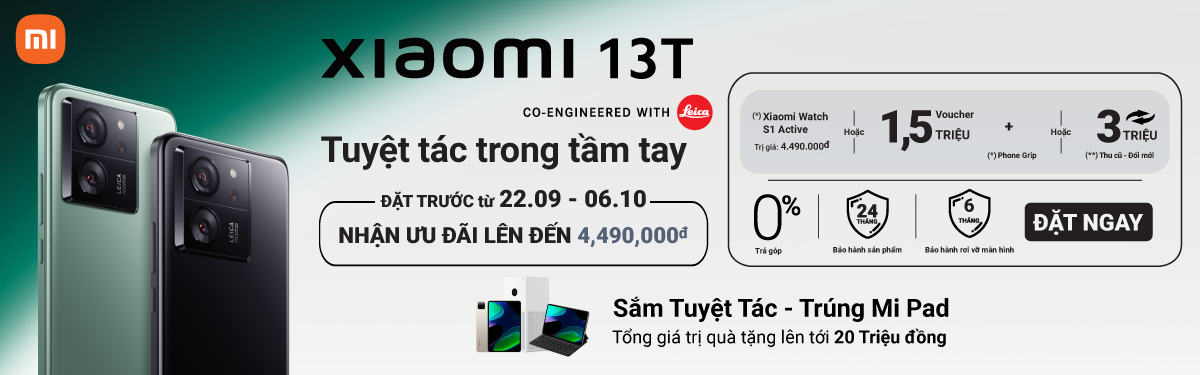 mi
xiaomi 13T
CO-ENGINEERED WITH Leica
Tuyệt tác trong tầm tay
ĐẶT TRƯỚC từ 22.09 - 06.10
NHẬN ƯU ĐÃI LÊN ĐẾN 4,490,000đ
(*) Xiaomi Watch
S1 Active
Trị giá: 4.490.000đ
Hoặc
1,5 Voucher
TRIỆU
+
(*) Phone Grip
Hoặc
3 TRIỆU
(**) Thu cũ - Đổi mới
0%
Trả góp
24
THÁNG
Bảo hành sản phẩm
6
THÁNG
Bảo hành rơi vỡ màn hình
ĐẶT NGAY
LEICA
LEICA
Sắm Tuyệt Tác - Trúng Mi Pad
Tổng giá trị quà tặng lên tới 20 Triệu đồng